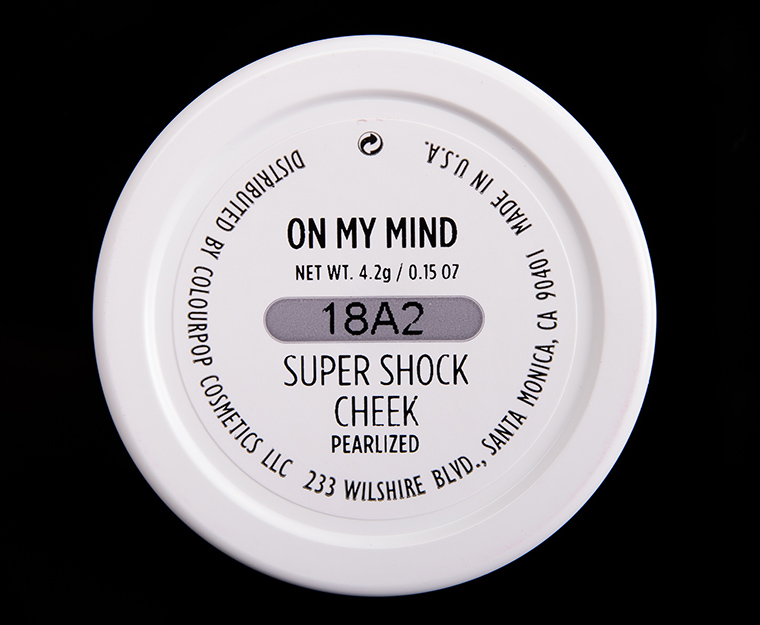 ON MY MIND
NET WT. 4.2g / 0.15 OZ
18A2
SUPER SHOCK
CHEEK
PEARLIZED
DISTRIBUTED BY COLOURPOP COSMETICS LLC 233 WILSHIRE BLVD., SANTA MONICA, CA 90401 MADE IN U.S.A.